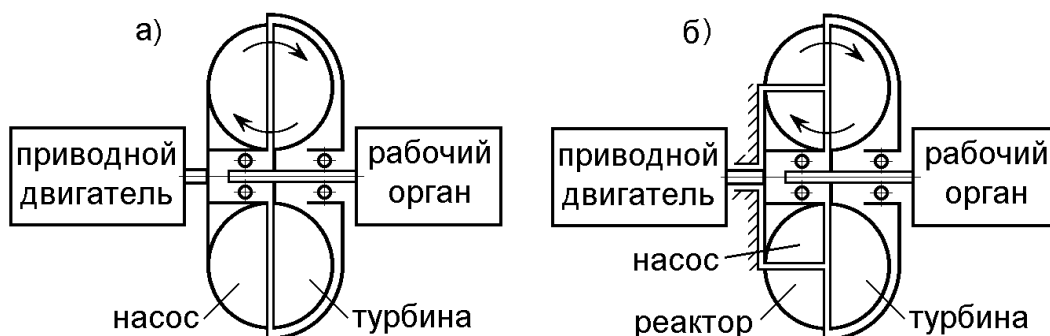 а)
приводной
двигатель
рабочий
орган
насос
турбина
б)
приводной
двигатель
рабочий
орган
насос
реактор
турбина